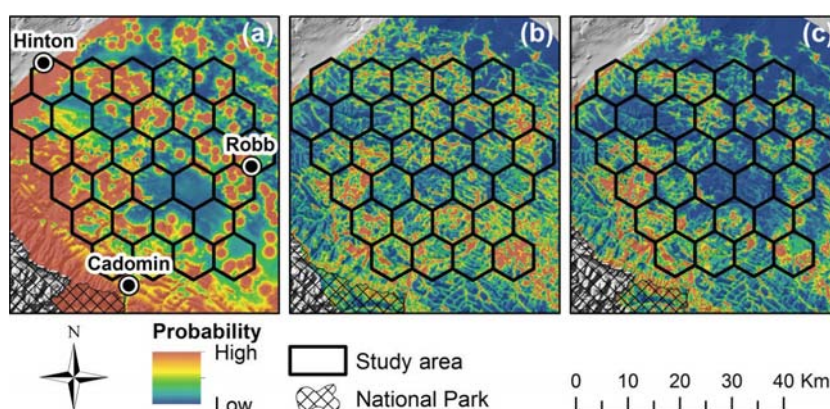 (a)
(b)
(c)
Hinton
Robb
Cadomin
N
Probability
High
Low
Study area
National Park
0 10 20 30 40 Km